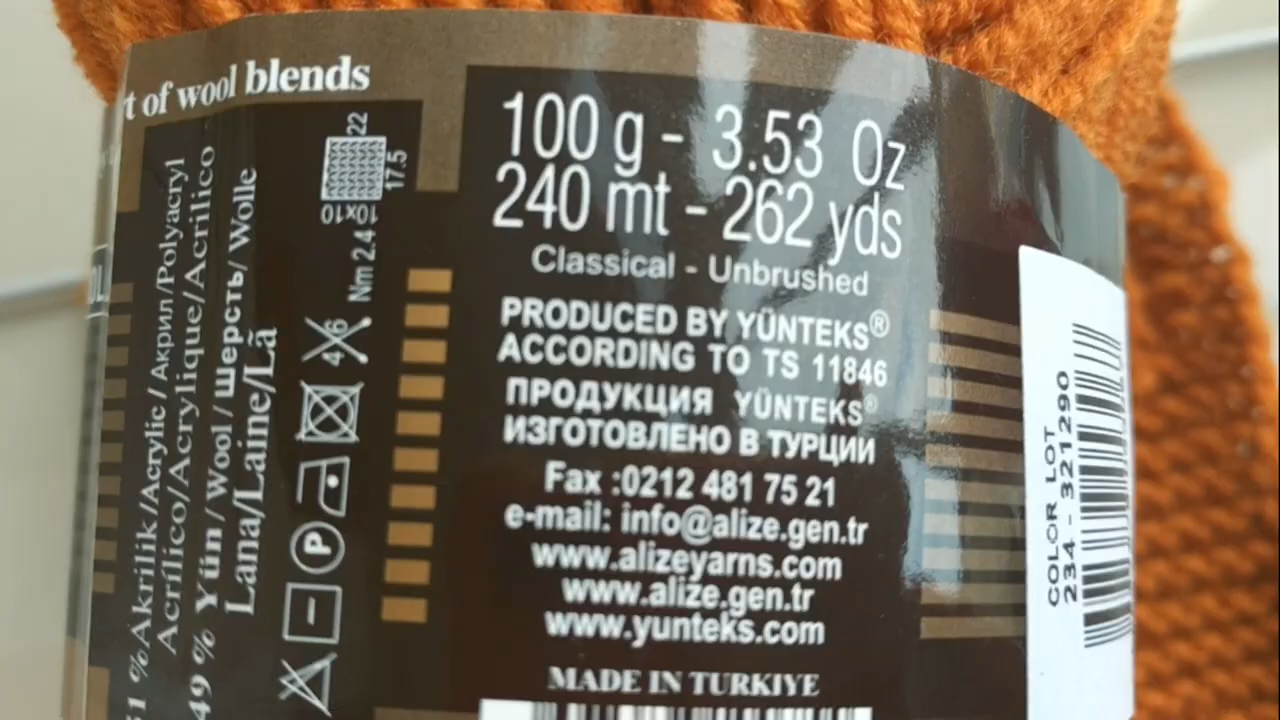 of wool blends
% Akrilik/Acrylic / Акрил/Polyacryl
Acrílico/Acrylique/Acrilico
49 % Yün / Wool / Шерсть/ Wolle
Lana/Laine/Lã
P
4 6
Nm 2.4
10x10
22
17.5
100 g - 3.53 Oz
240 mt - 262 yds
Classical - Unbrushed
PRODUCED BY YÜNTEKS®
ACCORDING TO TS 11846
ПРОДУКЦИЯ YÜNTEKS®
ИЗГОТОВЛЕНО В ТУРЦИИ
Fax :0212 481 75 21
e-mail: info@alize.gen.tr
www.alizeyarns.com
www.alize.gen.tr
www.yunteks.com
MADE IN TURKIYE
COLOR LOT
234 - 321290